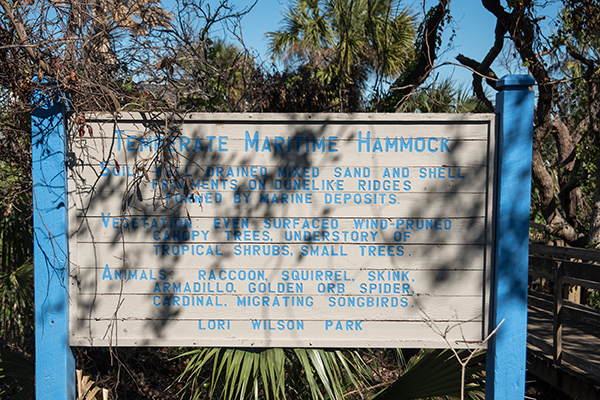 Temperate Maritime Hammock
Soil: Well drained mixed sand and shell
fragments on dunelike ridges
formed by marine deposits.
Vegetation: Even surfaced wind-pruned
canopy trees, understory of
tropical shrubs, small trees.
Animals: Raccoon, squirrel, skink,
armadillo, golden orb spider,
cardinal, migrating songbirds.
Lori Wilson Park